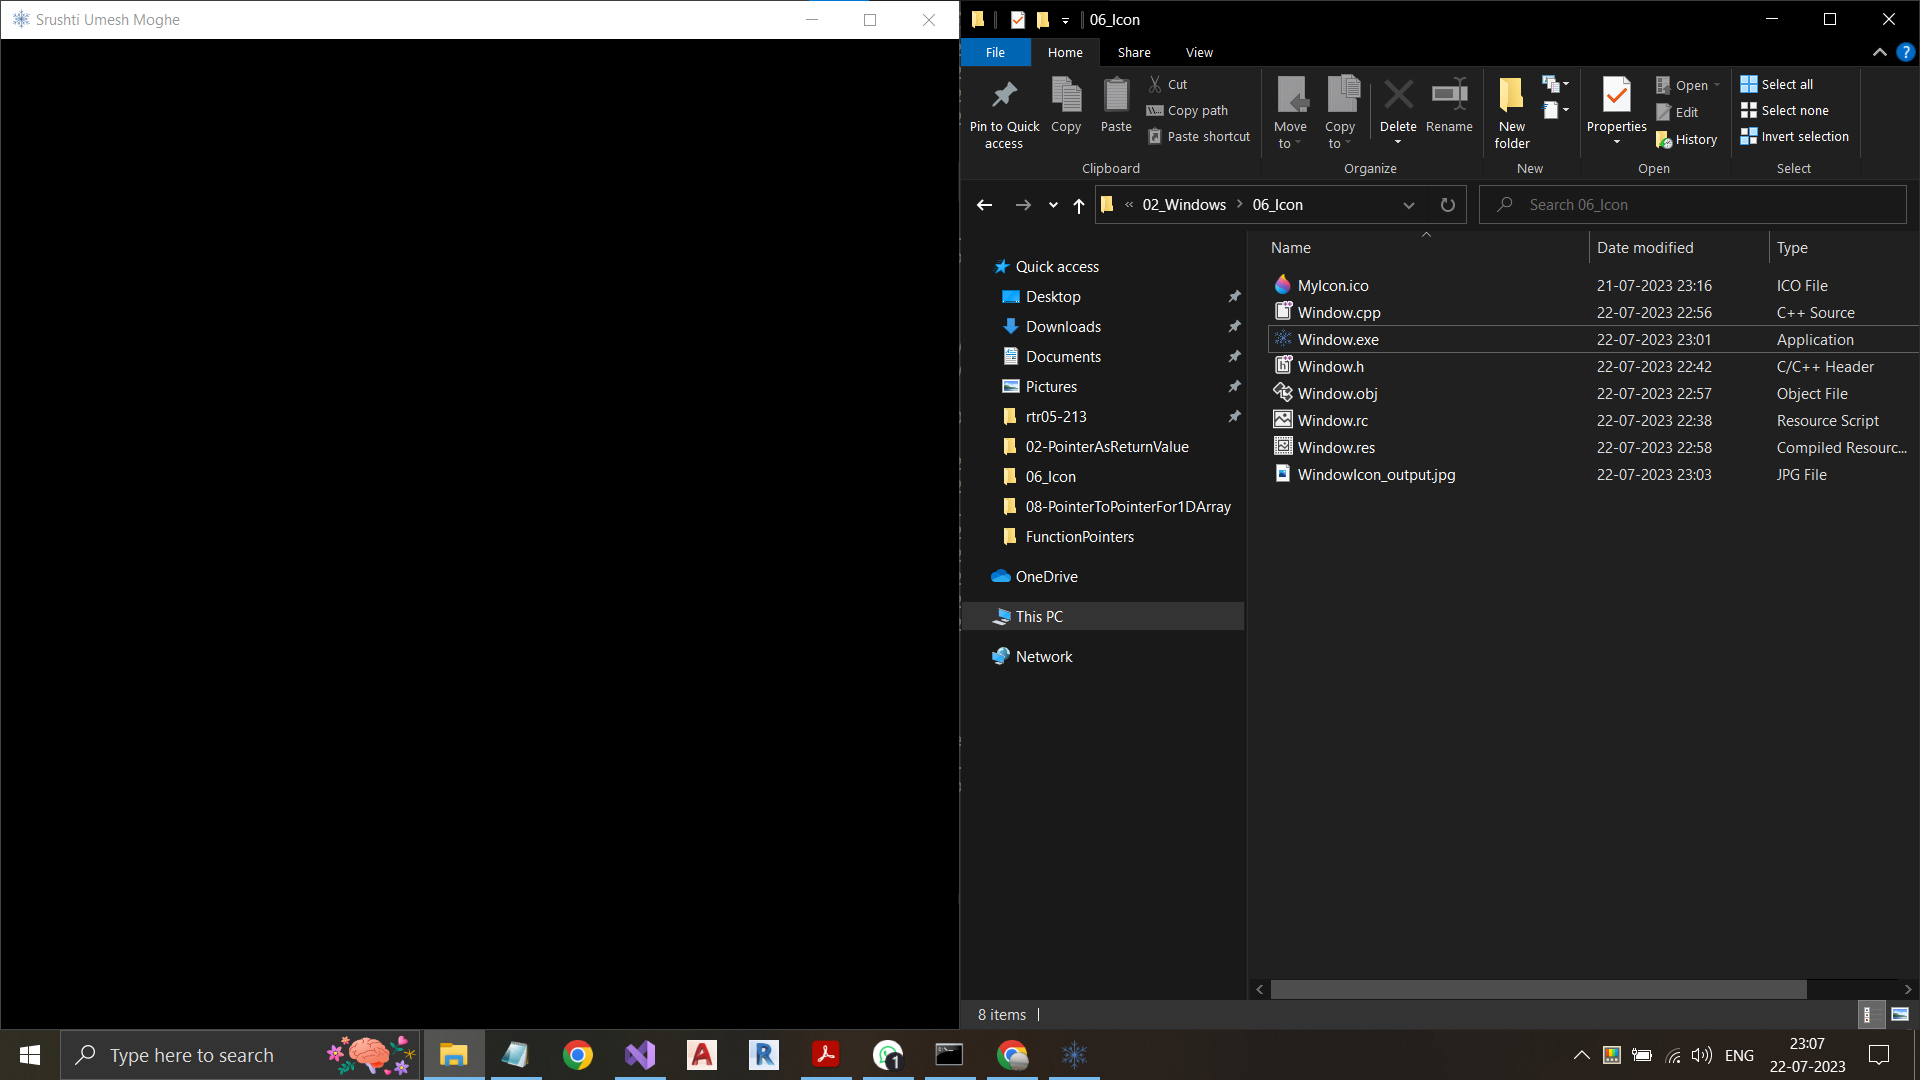 Srushti Umesh Moghe
06_Icon
File Home Share View
Pin to Quick access
Copy
Paste
Cut
Copy path
Paste shortcut
Clipboard
Move to
Copy to
Delete
Rename
Organize
New folder
New
Properties
Open
Edit
History
Open
Select all
Select none
Invert selection
Select
« 02_Windows > 06_Icon
Search 06_Icon
Quick access
Desktop
Downloads
Documents
Pictures
rtr05-213
02-PointerAsReturnValue
06_Icon
08-PointerToPointerFor1DArray
FunctionPointers
OneDrive
This PC
Network
Name Date modified Type
MyIcon.ico 21-07-2023 23:16 ICO File
Window.cpp 22-07-2023 22:56 C++ Source
Window.exe 22-07-2023 23:01 Application
Window.h 22-07-2023 22:42 C/C++ Header
Window.obj 22-07-2023 22:57 Object File
Window.rc 22-07-2023 22:38 Resource Script
Window.res 22-07-2023 22:58 Compiled Resourc...
WindowIcon_output.jpg 22-07-2023 23:03 JPG File
8 items
Type here to search
1
ENG
23:07
22-07-2023